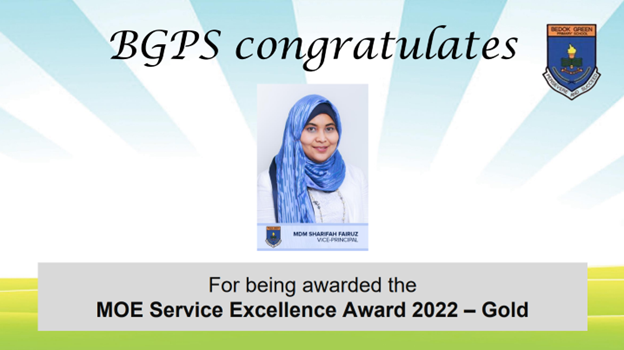 BGPS congratulates
BEDOK GREEN
PRIMARY SCHOOL
MDM SHARIFAH FAIRUZ
VICE-PRINCIPAL
For being awarded the
MOE Service Excellence Award 2022 – Gold